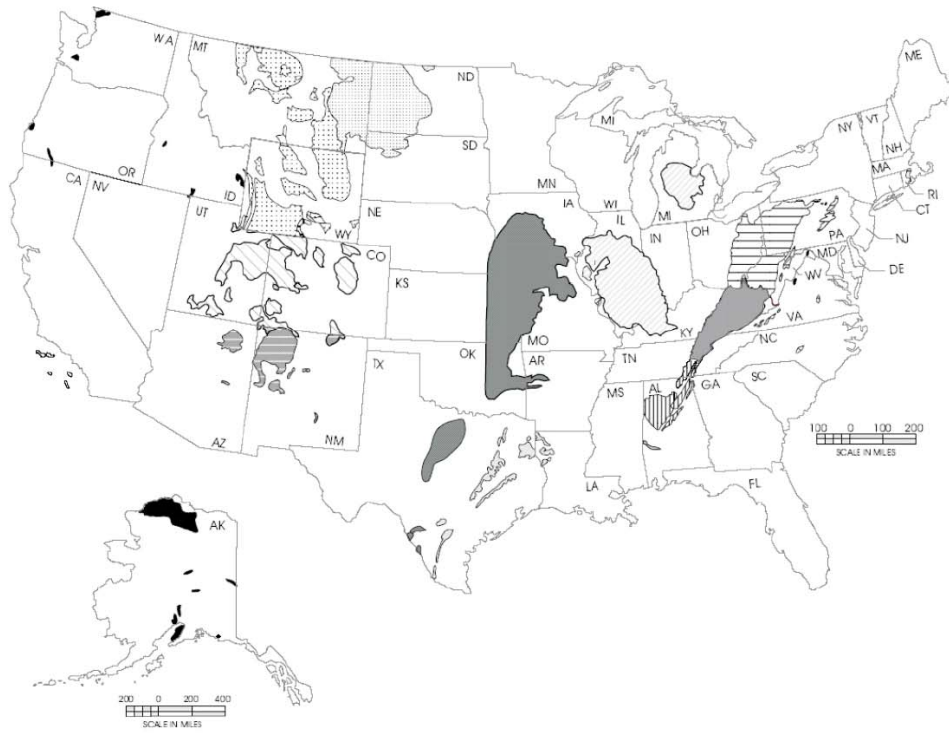 WA
MT
ND
ME
MI
NY
VT
NH
SD
MA
OR
MN
RI
CA
NV
ID
IA
WI
MI
CT
UT
WY
NE
IL
IN
OH
PA
NJ
CO
MD
DE
WV
KS
VA
KY
MO
NC
OK
TN
TX
AR
SC
MS
AL
GA
AZ
NM
100 0 100 200
SCALE IN MILES
LA
FL
AK
200 0 200 400
SCALE IN MILES